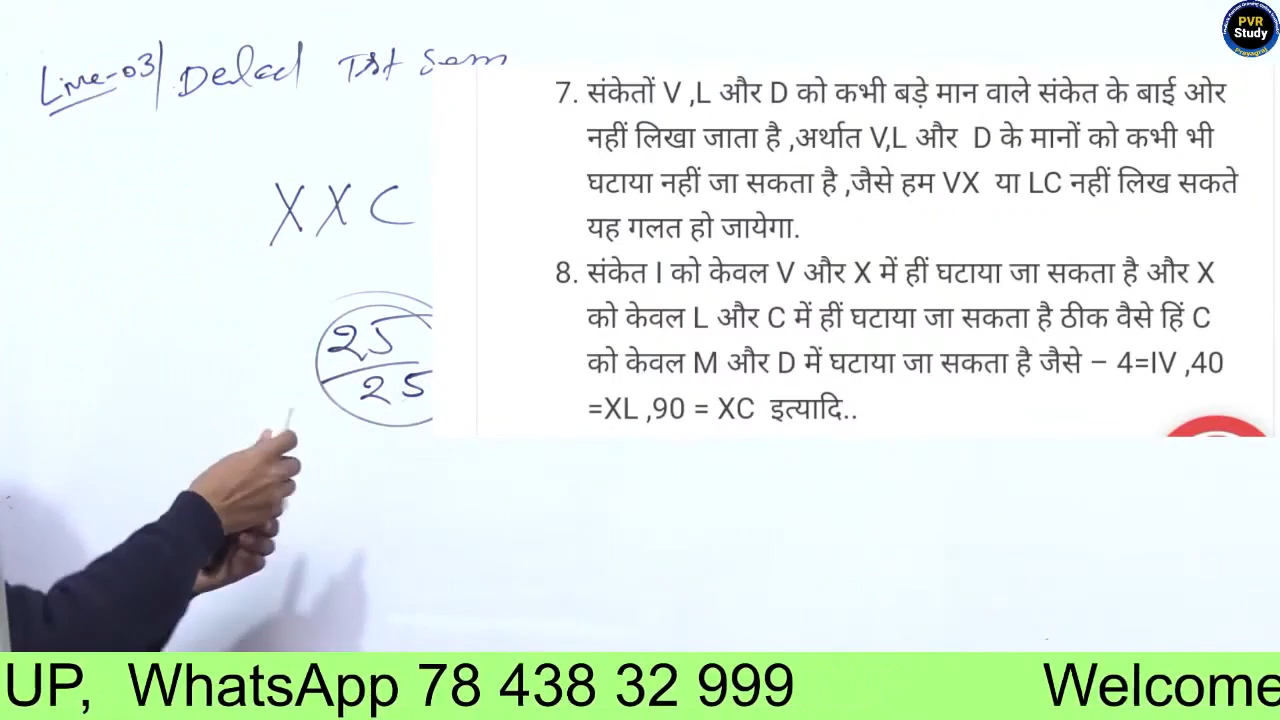 Live-03 Deled Ist Sem
PVR
Study
Prayagraj
7. संकेतों V ,L और D को कभी बड़े मान वाले संकेत के बाई ओर
नहीं लिखा जाता है ,अर्थात V,L और D के मानों को कभी भी
घटाया नहीं जा सकता है ,जैसे हम VX या LC नहीं लिख सकते
यह गलत हो जायेगा.
8. संकेत I को केवल V और X में हीं घटाया जा सकता है और X
को केवल L और C में हीं घटाया जा सकता है ठीक वैसे हिं C
को केवल M और D में घटाया जा सकता है जैसे – 4=IV ,40
=XL ,90 = XC इत्यादि..
X X C
25
25
UP, WhatsApp 78 438 32 999 Welcome